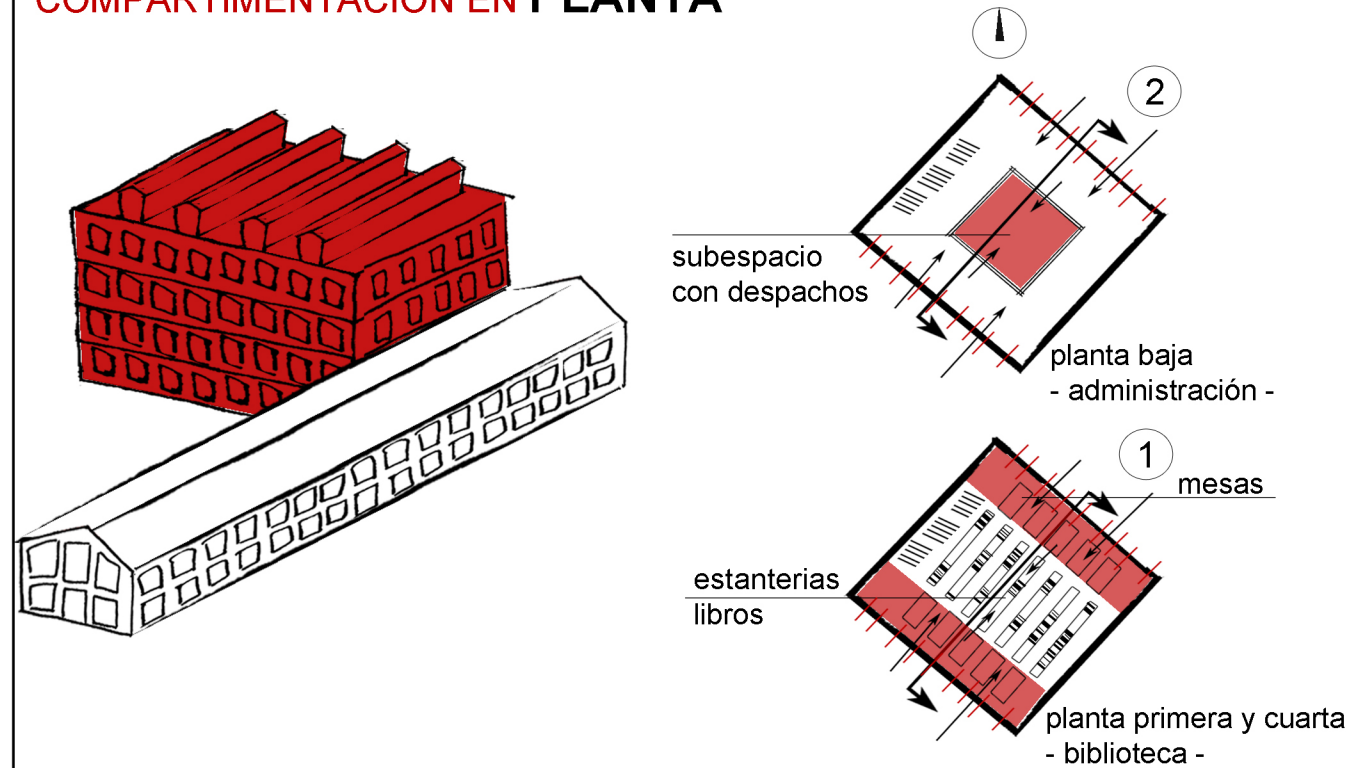 COMPARTIMENTACIÓN EN PLANTA
2
subespacio
con despachos
planta baja
- administración -
1
mesas
estanterias
libros
planta primera y cuarta
- biblioteca -